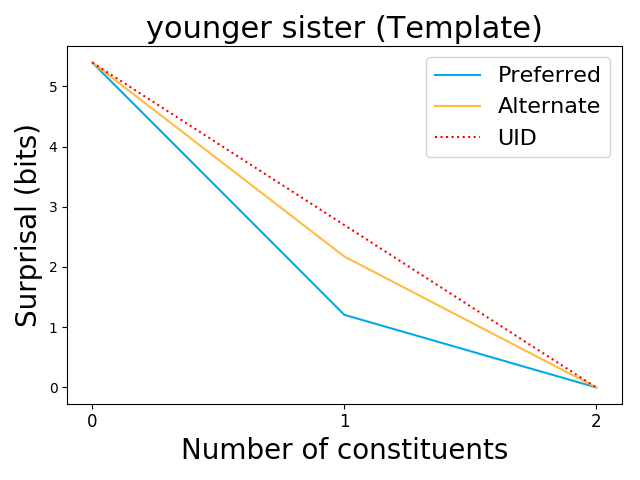 younger sister (Template)
Preferred
Alternate
UID
Surprisal (bits)
5
4
3
2
1
0
0 1 2
Number of constituents